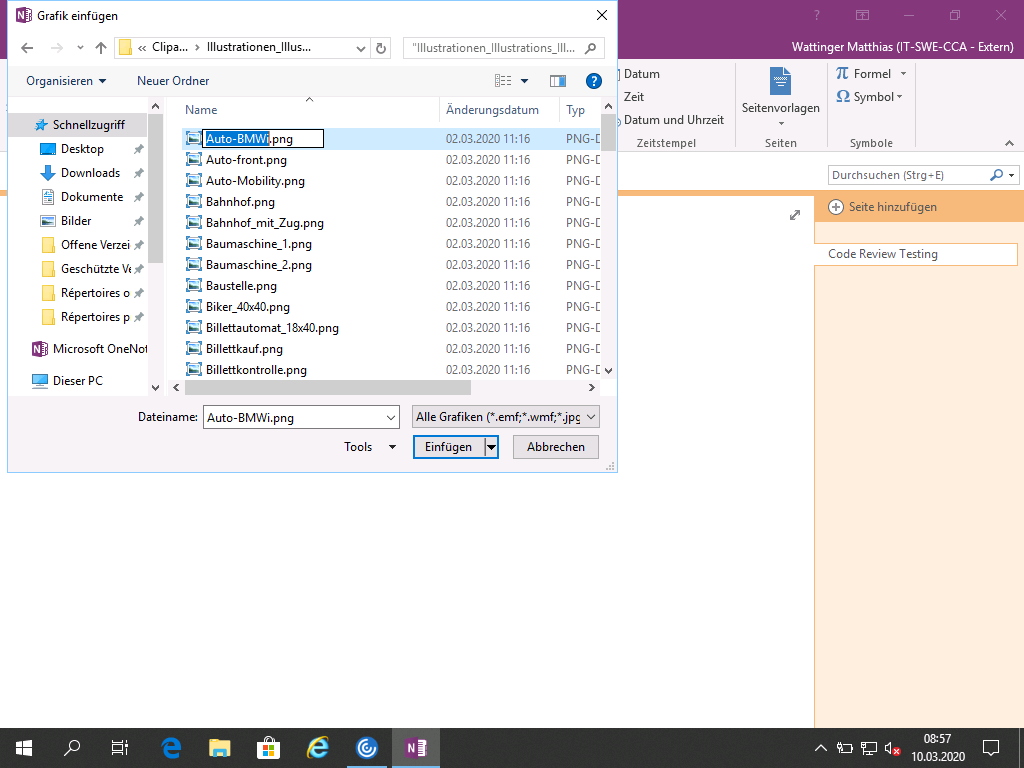 Grafik einfügen
Wattinger Matthias (IT-SWE-CCA - Extern)
« Clipa... › Illustrationen_Illus...
"Illustrationen_Illustrations_Ill...
Organisieren
Neuer Ordner
Name
Änderungsdatum
Typ
Schnellzugriff
Desktop
Downloads
Dokumente
Bilder
Offene Verzei
Geschützte Ve
Répertoires o
Répertoires p
Microsoft OneNot
Dieser PC
Auto-BMWi.png 02.03.2020 11:16 PNG-D
Auto-front.png 02.03.2020 11:16 PNG-D
Auto-Mobility.png 02.03.2020 11:16 PNG-D
Bahnhof.png 02.03.2020 11:16 PNG-D
Bahnhof_mit_Zug.png 02.03.2020 11:16 PNG-D
Baumaschine_1.png 02.03.2020 11:16 PNG-D
Baumaschine_2.png 02.03.2020 11:16 PNG-D
Baustelle.png 02.03.2020 11:16 PNG-D
Biker_40x40.png 02.03.2020 11:16 PNG-D
Billettautomat_18x40.png 02.03.2020 11:16 PNG-D
Billettkauf.png 02.03.2020 11:16 PNG-D
Billettkontrolle.png 02.03.2020 11:16 PNG-D
Dateiname: Auto-BMWi.png
Alle Grafiken (*.emf;*.wmf;*.jpg
Tools
Einfügen
Abbrechen
Datum
Zeit
Datum und Uhrzeit
Zeitstempel
Seitenvorlagen
Seiten
π Formel
Ω Symbol
Symbole
Durchsuchen (Strg+E)
Seite hinzufügen
Code Review Testing
08:57
10.03.2020